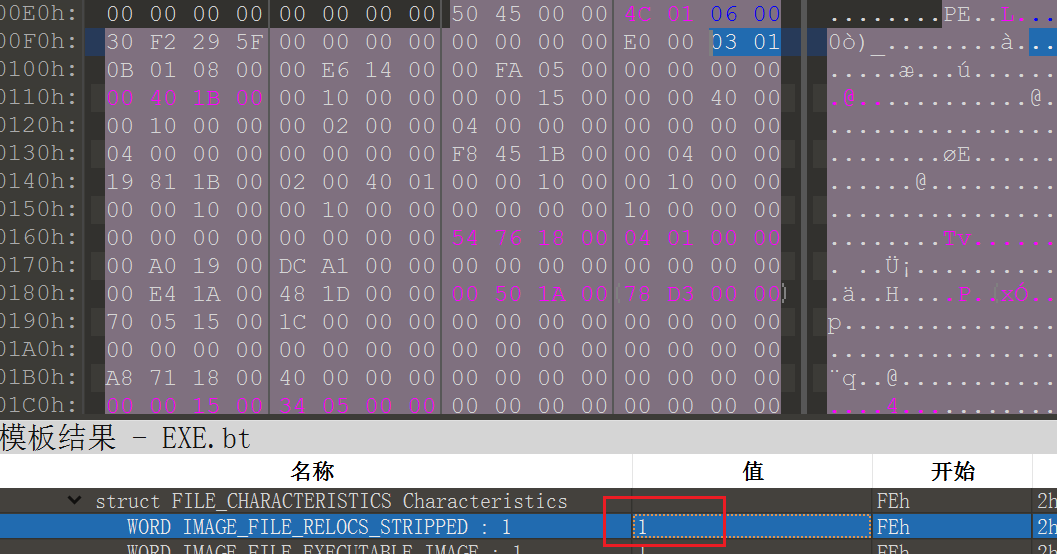 00E0h: 00 00 00 00 00 00 00 00 50 45 00 00 4C 01 06 00 ........PE..L...
00F0h: 30 F2 29 5F 00 00 00 00 00 00 00 00 E0 00 03 01 0ò)_........à...
0100h: 0B 01 08 00 00 E6 14 00 00 FA 05 00 00 00 00 00 .....æ...ú......
0110h: 00 40 1B 00 00 10 00 00 00 00 15 00 00 00 40 00 .@............@.
0120h: 00 10 00 00 00 02 00 00 04 00 00 00 00 00 00 00 ................
0130h: 04 00 00 00 00 00 00 00 F8 45 1B 00 00 04 00 00 ........øE......
0140h: 19 81 1B 00 02 00 40 01 00 00 10 00 00 10 00 00 ......@.........
0150h: 00 00 10 00 00 10 00 00 00 00 00 00 10 00 00 00 ................
0160h: 00 00 00 00 00 00 00 00 54 76 18 00 04 01 00 00 ........Tv......
0170h: 00 A0 19 00 DC A1 00 00 00 00 00 00 00 00 00 00 . ..Ü¡..........
0180h: 00 E4 1A 00 48 1D 00 00 00 50 1A 00 78 D3 00 00 .ä..H....P..xÓ..
0190h: 70 05 15 00 1C 00 00 00 00 00 00 00 00 00 00 00 p...............
01A0h: 00 00 00 00 00 00 00 00 00 00 00 00 00 00 00 00 ................
01B0h: A8 71 18 00 40 00 00 00 00 00 00 00 00 00 00 00 ¨q..@...........
01C0h: 00 00 15 00 34 05 00 00 00 00 00 00 00 00 00 00 ....4...........
模板结果 - EXE.bt
名称 值 开始
struct FILE_CHARACTERISTICS Characteristics FEh 2h
WORD IMAGE_FILE_RELOCS_STRIPPED : 1 1 FEh 2h
WORD IMAGE_FILE_EXECUTABLE_IMAGE : 1 1 FEh 2h